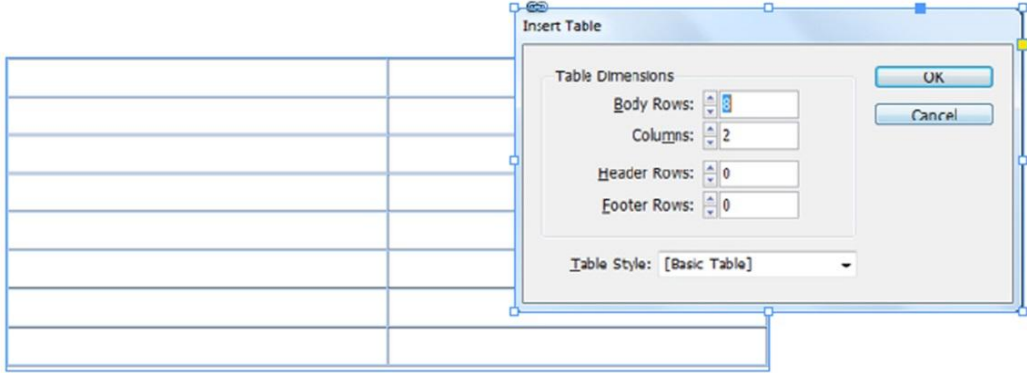 Insert Table
Table Dimensions
Body Rows: 8
Columns: 2
Header Rows: 0
Footer Rows: 0
Table Style: [Basic Table]
OK
Cancel